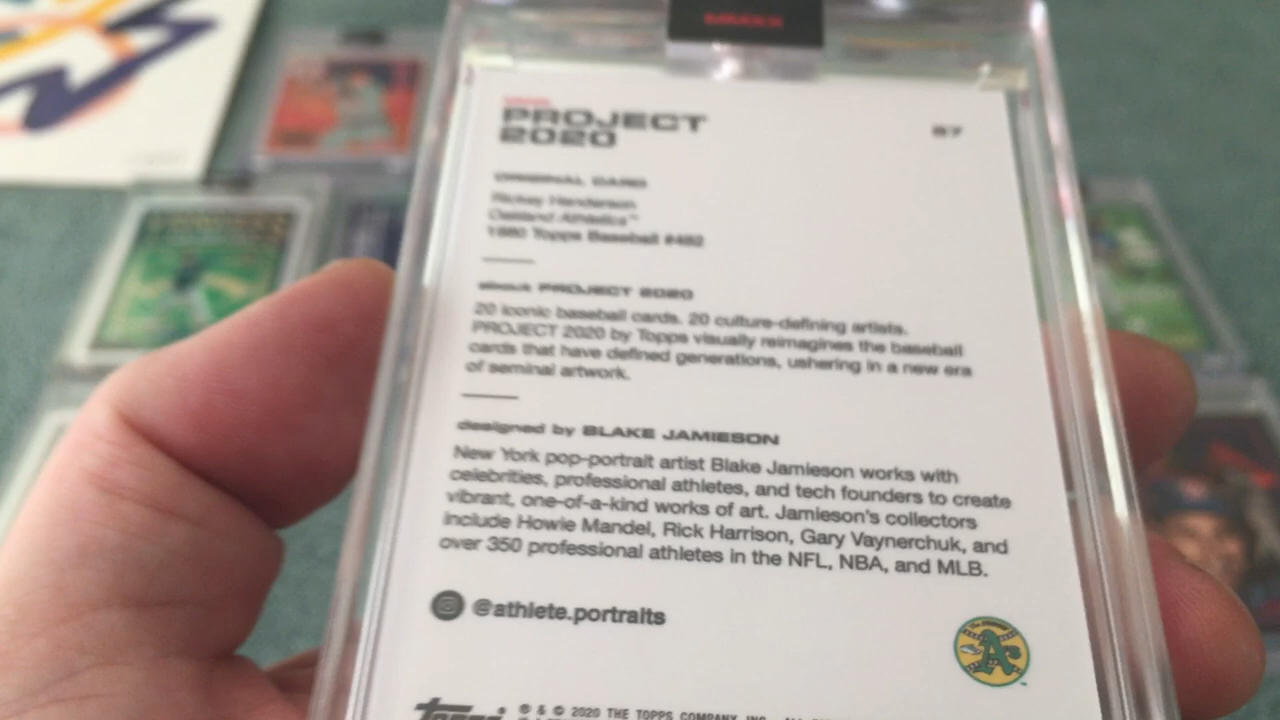 PROJECT
2020
57
ORIGINAL CARD
Rickey Henderson
Oakland Athletics™
1980 Topps Baseball #482
about PROJECT 2020
20 iconic baseball cards. 20 culture-defining artists.
PROJECT 2020 by Topps visually reimagines the baseball
cards that have defined generations, ushering in a new era
of seminal artwork.
designed by BLAKE JAMIESON
New York pop-portrait artist Blake Jamieson works with
celebrities, professional athletes, and tech founders to create
vibrant, one-of-a-kind works of art. Jamieson's collectors
include Howie Mandel, Rick Harrison, Gary Vaynerchuk, and
over 350 professional athletes in the NFL, NBA, and MLB.
@athlete.portraits
A's
Topps ® & © 2020 THE TOPPS COMPANY, INC.